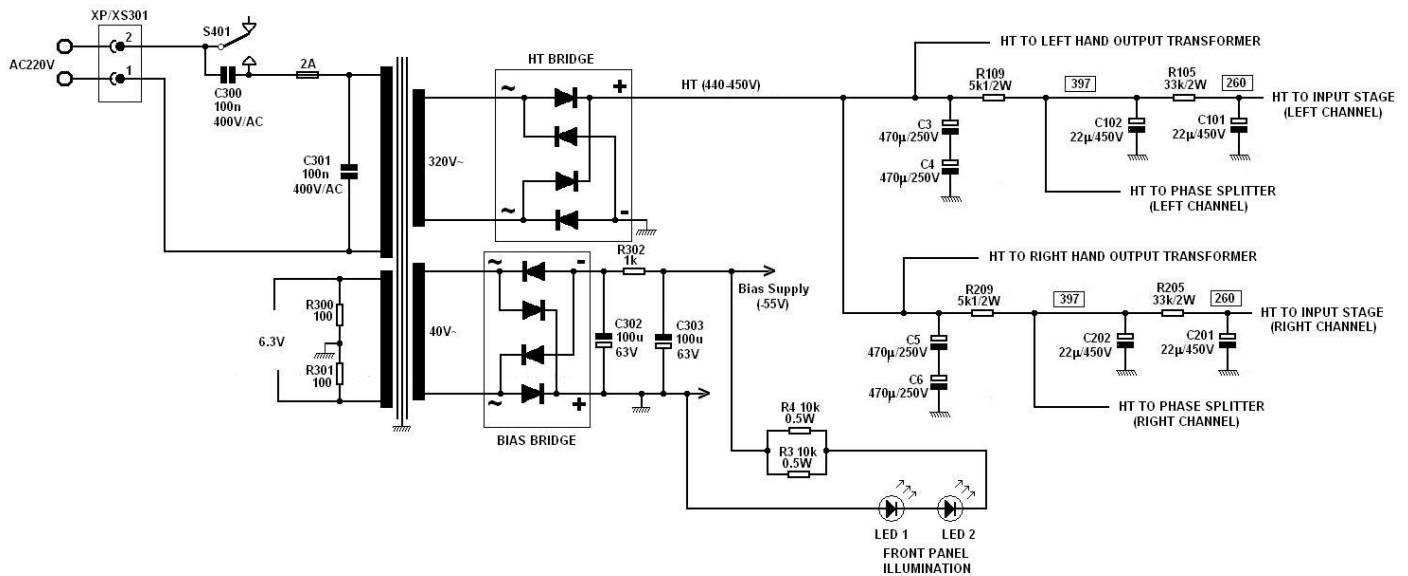 XP/XS301
2
1
AC220V
S401
C300
100n
400V/AC
2A
C301
100n
400V/AC
320V~
HT BRIDGE
~
+
~
-
HT (440-450V)
HT TO LEFT HAND OUTPUT TRANSFORMER
R109
5k1/2W
397
R105
33k/2W
260
HT TO INPUT STAGE
(LEFT CHANNEL)
C3
470µ/250V
C4
470µ/250V
C102
22µ/450V
C101
22µ/450V
HT TO PHASE SPLITTER
(LEFT CHANNEL)
6.3V
R300
100
R301
100
40V~
~
-
~
+
BIAS BRIDGE
R302
1k
C302
100u
63V
C303
100u
63V
Bias Supply
(-55V)
HT TO RIGHT HAND OUTPUT TRANSFORMER
R209
5k1/2W
397
R205
33k/2W
260
HT TO INPUT STAGE
(RIGHT CHANNEL)
C5
470µ/250V
C6
470µ/250V
C202
22µ/450V
C201
22µ/450V
HT TO PHASE SPLITTER
(RIGHT CHANNEL)
R4 10k
0.5W
R3 10k
0.5W
LED 1
LED 2
FRONT PANEL
ILLUMINATION